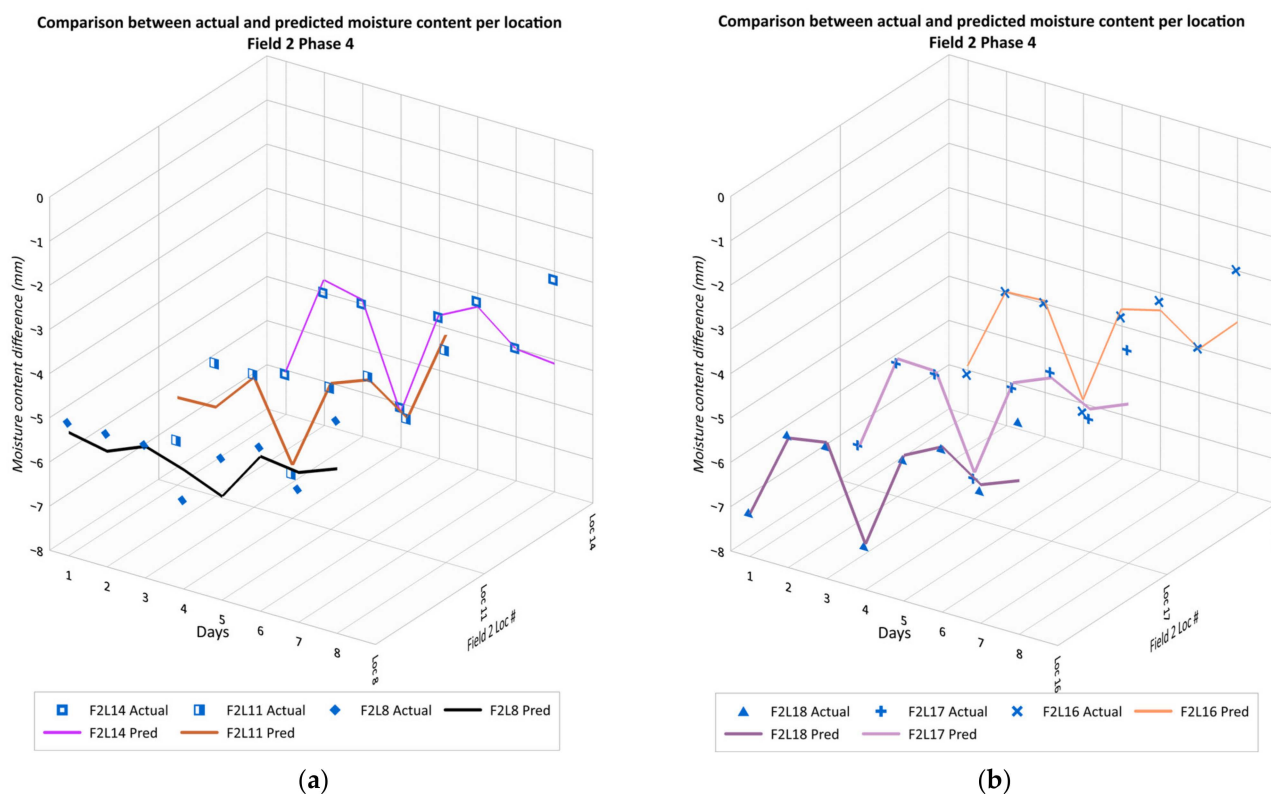 Comparison between actual and predicted moisture content per location
Field 2 Phase 4
Moisture content difference (mm)
0
~1
~2
~3
~4
~5
~6
~7
~8
1
2
3
4
5
6
7
8
Days
Loc 8
Loc 11
Loc 14
Field 2 Loc #
F2L14 Actual F2L11 Actual F2L8 Actual F2L8 Pred
F2L14 Pred F2L11 Pred
(a)
Comparison between actual and predicted moisture content per location
Field 2 Phase 4
Moisture content difference (mm)
0
~1
~2
~3
~4
~5
~6
~7
~8
1
2
3
4
5
6
7
8
Days
Loc 16
Loc 17
Field 2 Loc #
F2L18 Actual F2L17 Actual F2L16 Actual F2L16 Pred
F2L18 Pred F2L17 Pred
(b)